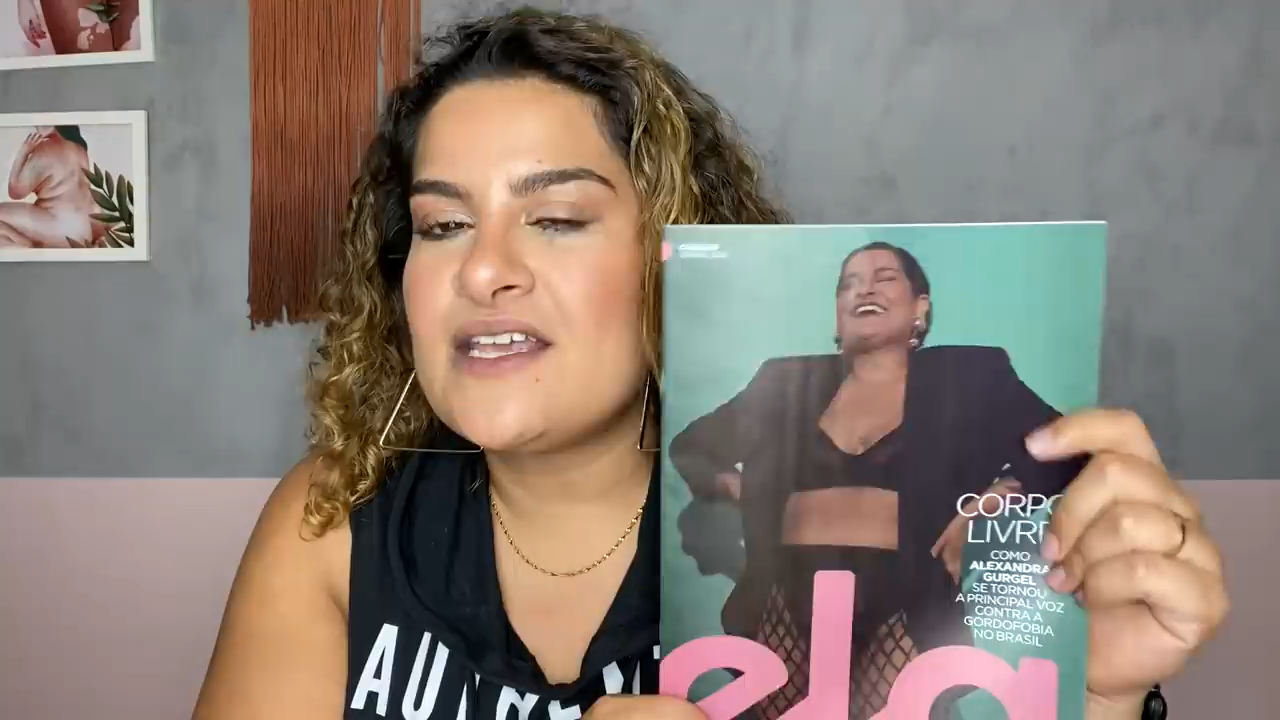 CORPO
LIVRE
COMO
ALEXANDRA
GURGEL
SE TORNOU
A PRINCIPAL VOZ
CONTRA A
GORDOFOBIA
NO BRASIL
ela